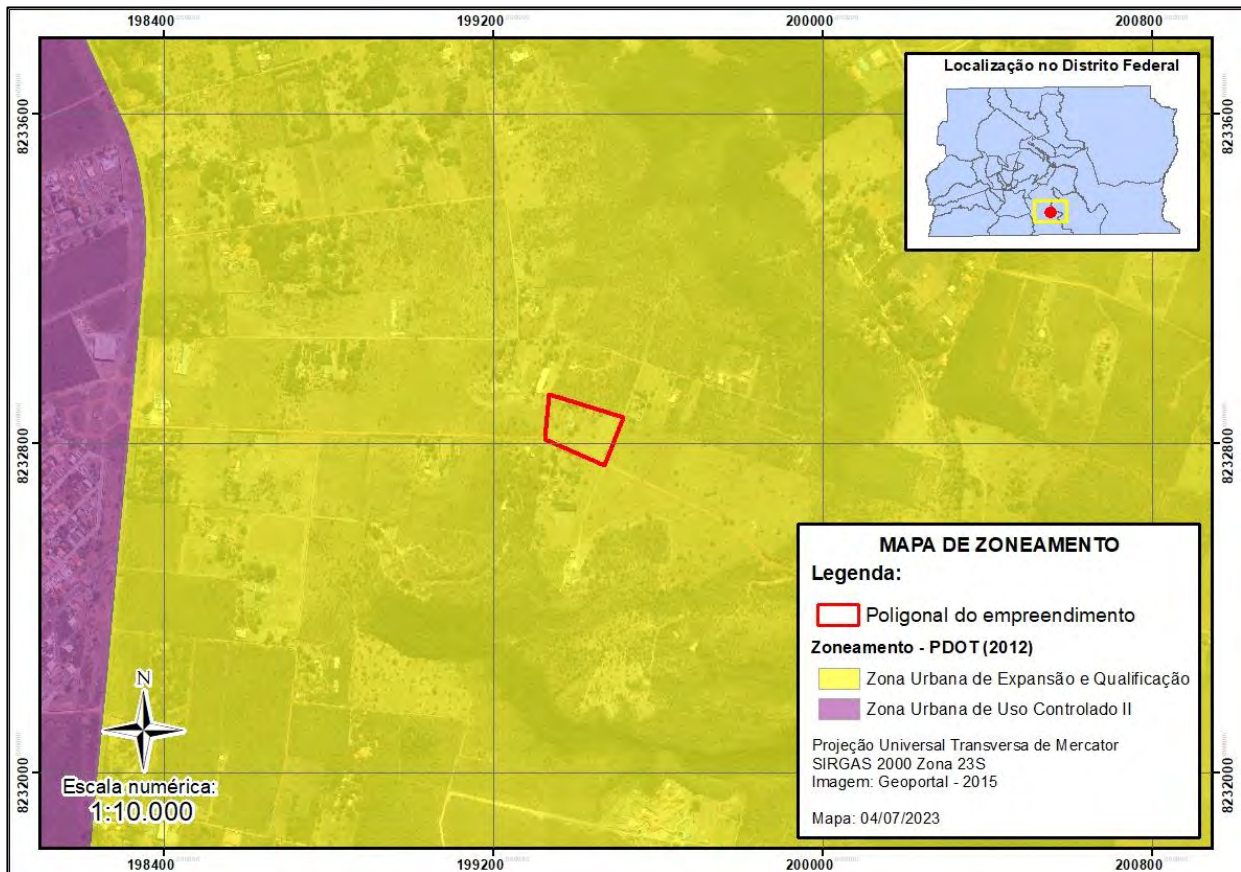 198400
199200
200000
200800
8233600
8233600
Localização no Distrito Federal
8232800
8232800
MAPA DE ZONEAMENTO
Legenda:
Poligonal do empreendimento
Zoneamento - PDOT (2012)
Zona Urbana de Expansão e Qualificação
Zona Urbana de Uso Controlado II
Projeção Universal Transversa de Mercator
SIRGAS 2000 Zona 23S
Imagem: Geoportal - 2015
Mapa: 04/07/2023
N
Escala numérica:
1:10.000
8232000
8232000
198400
199200
200000
200800